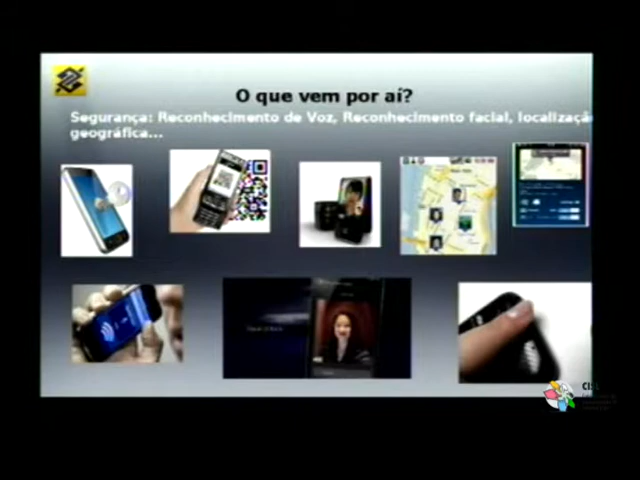 O que vem por aí?
Segurança: Reconhecimento de Voz, Reconhecimento facial, localizaçã
geográfica...